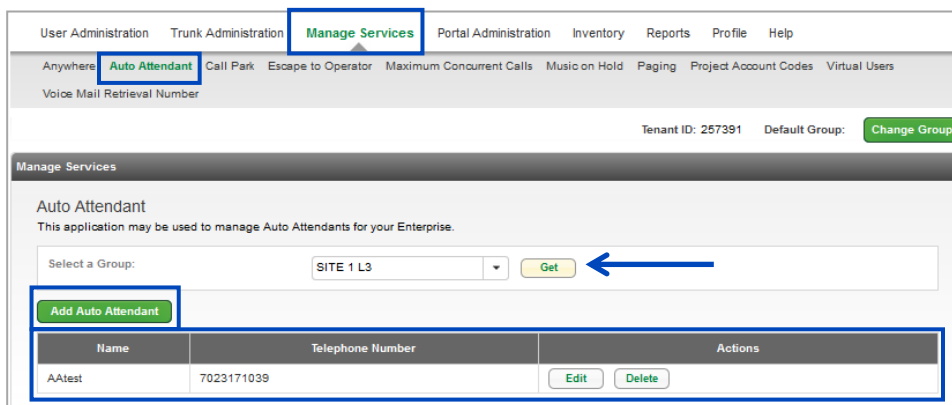 User Administration Trunk Administration Manage Services Portal Administration Inventory Reports Profile Help
Anywhere Auto Attendant Call Park Escape to Operator Maximum Concurrent Calls Music on Hold Paging Project Account Codes Virtual Users
Voice Mail Retrieval Number
Tenant ID: 257391 Default Group: Change Group
Manage Services
Auto Attendant
This application may be used to manage Auto Attendants for your Enterprise.
Select a Group: SITE 1 L3 Get
Add Auto Attendant
Name Telephone Number Actions
AAtest 7023171039 Edit Delete